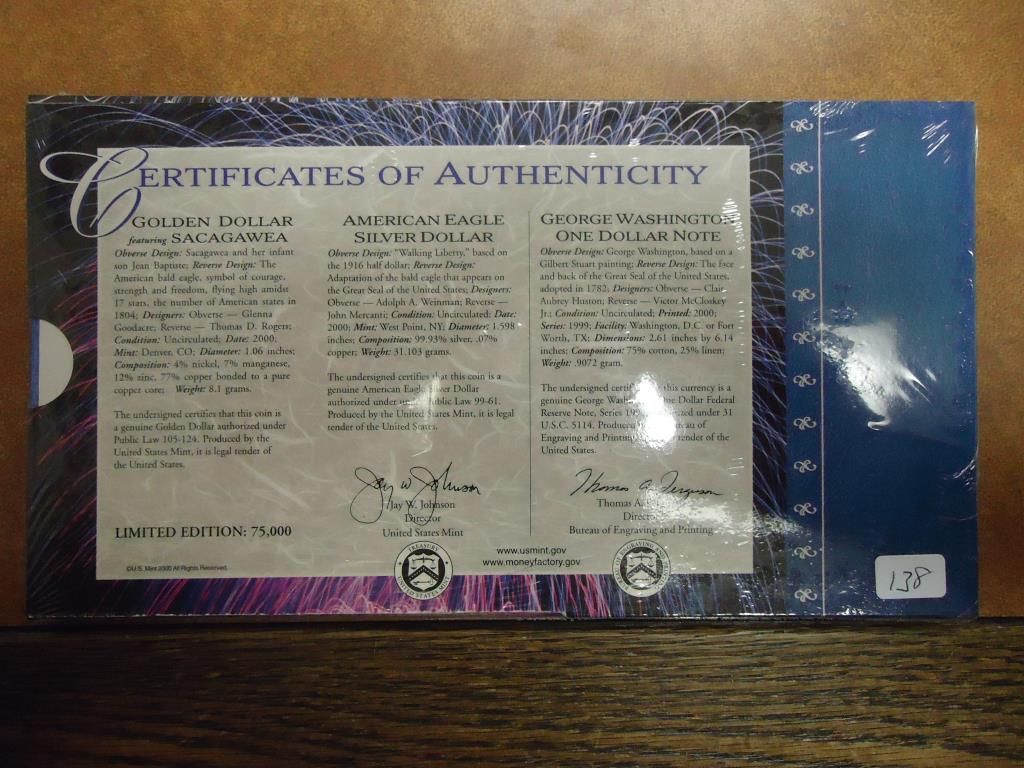 CERTIFICATES OF AUTHENTICITY
GOLDEN DOLLAR
featuring SACAGAWEA
Obverse Design: Sacagawea and her infant
son Jean Baptiste; Reverse Design: The
American bald eagle, symbol of courage,
strength and freedom, flying high amidst
17 stars, the number of American states in
1804; Designers: Obverse — Glenna
Goodacre; Reverse — Thomas D. Rogers;
Condition: Uncirculated; Date: 2000;
Mint: Denver, CO; Diameter: 1.06 inches;
Composition: 4% nickel, 7% manganese,
12% zinc, 77% copper bonded to a pure
copper core; Weight: 8.1 grams.
The undersigned certifies that this coin is
a genuine Golden Dollar authorized under
Public Law 105-124. Produced by the
United States Mint, it is legal tender of
the United States.
LIMITED EDITION: 75,000
©U.S. Mint 2000 All Rights Reserved.
AMERICAN EAGLE
SILVER DOLLAR
Obverse Design: "Walking Liberty," based on
the 1916 half dollar; Reverse Design:
Adaptation of the bald eagle that appears on
the Great Seal of the United States; Designers:
Obverse — Adolph A. Weinman; Reverse —
John Mercanti; Condition: Uncirculated; Date:
2000; Mint: West Point, NY; Diameter: 1.598
inches; Composition: 99.93% silver, .07%
copper; Weight: 31.103 grams.
The undersigned certifies that this coin is a
genuine American Eagle Silver Dollar
authorized under Public Law 99-61.
Produced by the United States Mint, it is legal
tender of the United States.
Jay W. Johnson
Jay W. Johnson
Director
United States Mint
GEORGE WASHINGTON
ONE DOLLAR NOTE
Obverse Design: George Washington, based on a
Gilbert Stuart painting; Reverse Design: The face
and back of the Great Seal of the United States,
adopted in 1782; Designers: Obverse — Clair
Aubrey Huston; Reverse — Victor McCloskey
Jr.; Condition: Uncirculated; Printed: 2000;
Series: 1999; Facility: Washington, D.C. or Fort
Worth, TX; Dimensions: 2.61 inches by 6.14
inches; Composition: 75% cotton, 25% linen;
Weight: .9072 gram.
The undersigned this currency is a
genuine George Dollar Federal
Reserve Note, Series under 31
U.S.C. 5114. of
Engraving and tender of the
United States.
Thomas A. Ferguson
Thomas A.
Bureau of Engraving and Printing
www.usmint.gov
www.moneyfactory.gov
138